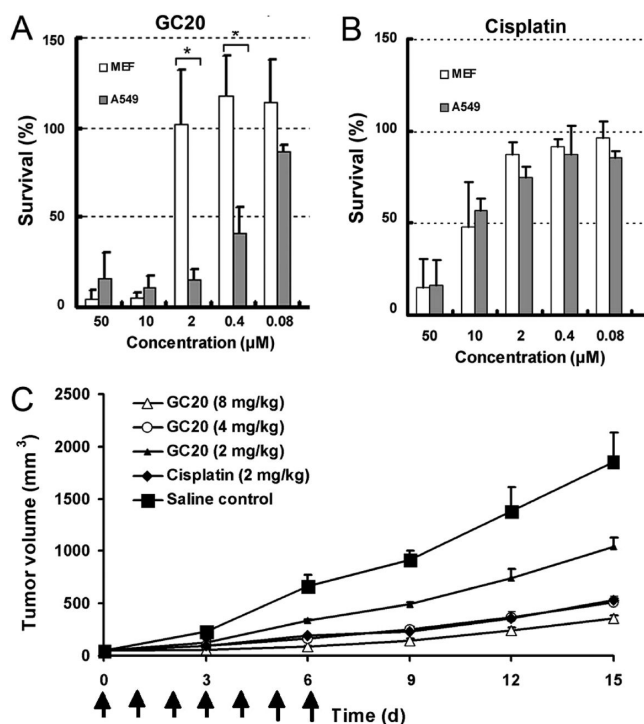 A
GC20
150
100
50
0
Survival (%)
MEF
A549
*
*
50 10 2 0.4 0.08
Concentration (μM)
B
Cisplatin
150
100
50
0
Survival (%)
MEF
A549
50 10 2 0.4 0.08
Concentration (μM)
C
2500
2000
1500
1000
500
0
Tumor volume (mm³)
GC20 (8 mg/kg)
GC20 (4 mg/kg)
GC20 (2 mg/kg)
Cisplatin (2 mg/kg)
Saline control
0 3 6 9 12 15
Time (d)